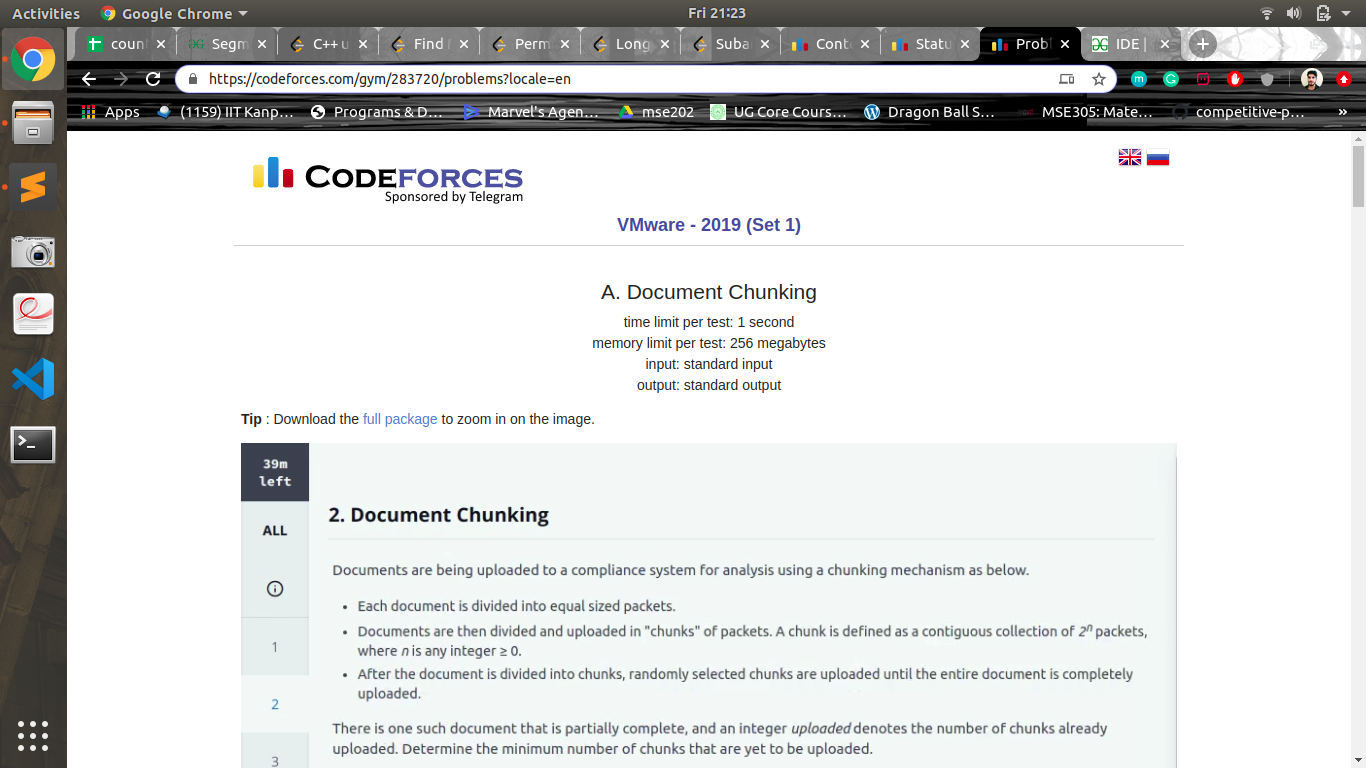 Activities Google Chrome Fri 21:23
coun Segm C++ u Find Perm Long Suba Cont Statu Probl IDE |
https://codeforces.com/gym/283720/problems?locale=en
Apps (1159) IIT Kanp... Programs & D... Marvel's Agen... mse202 UG Core Cours... Dragon Ball S... MSE305: Mate... competitive-p... »
CODEFORCES
Sponsored by Telegram
VMware - 2019 (Set 1)
A. Document Chunking
time limit per test: 1 second
memory limit per test: 256 megabytes
input: standard input
output: standard output
Tip : Download the full package to zoom in on the image.
39m
left
2. Document Chunking
ALL
Documents are being uploaded to a compliance system for analysis using a chunking mechanism as below.
• Each document is divided into equal sized packets.
• Documents are then divided and uploaded in "chunks" of packets. A chunk is defined as a contiguous collection of 2ⁿ packets,
where n is any integer ≥ 0.
1
• After the document is divided into chunks, randomly selected chunks are uploaded until the entire document is completely
uploaded.
2
There is one such document that is partially complete, and an integer uploaded denotes the number of chunks already
uploaded. Determine the minimum number of chunks that are yet to be uploaded.
3